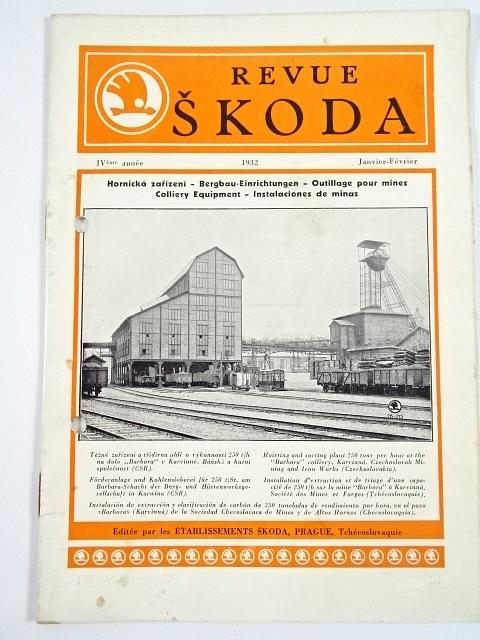 REVUE
ŠKODA
IVème année 1932 Janvier-Février
Hornická zařízení - Bergbau-Einrichtungen - Outillage pour mines
Colliery Equipment - Instalaciones de minas
Těžné zařízení a třídírna uhlí o výkonnosti 250 t/h
na dole „Barbora" v Karvinné. Báňská a hutní
společnost (ČSR).
Hoisting and sorting plant 250 tons per hour at the
"Barbora" colliery, Karvinná, Czechoslovak Mi-
ning and Iron Works (Czechoslovakia).
Förderanlage und Kohlensieberei für 250 t/St. am
Barbara-Schacht der Berg- und Hüttenwerksge-
sellschaft in Karwina (ČSR).
Installation d'extraction et de triage d'une capa-
cité de 250 t/h sur la mine "Barbora" à Karvinná,
Société des Mines et Forges (Tchécoslovaquie).
Instalación de extracción y clasificación de carbón de 250 toneladas de rendimiento por hora, en el pozo
«Barbora» (Karvinná) de la Sociedad Checoslovaca de Minas y de Altos Hornos (Checoslovaquia).
Editée par les ÉTABLISSEMENTS ŠKODA, PRAGUE, Tchécoslovaquie